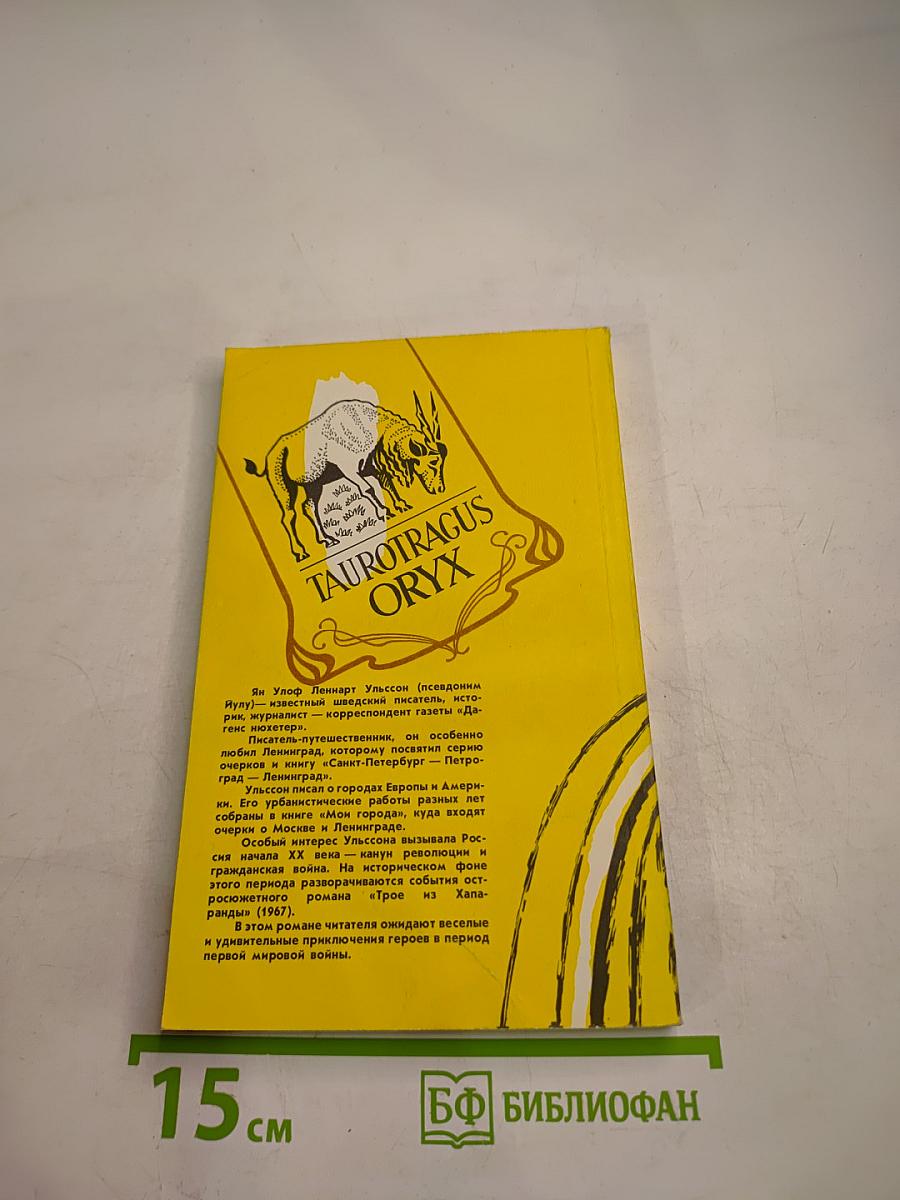 TAUROTRAGUS
ORYX
Ян Улоф Леннарт Ульссон (псевдоним
Йулу)— известный шведский писатель, исто-
рик, журналист — корреспондент газеты «Да-
генс нюхетер».
Писатель-путешественник, он особенно
любил Ленинград, которому посвятил серию
очерков и книгу «Санкт-Петербург — Петро-
град — Ленинград».
Ульссон писал о городах Европы и Амери-
ки. Его урбанистические работы разных лет
собраны в книге «Мои города», куда входят
очерки о Москве и Ленинграде.
Особый интерес Ульссона вызывала Рос-
сия начала XX века — канун революции и
гражданская война. На историческом фоне
этого периода разворачиваются события ост-
росюжетного романа «Трое из Хапа-
ранды» (1967).
В этом романе читателя ожидают веселые
и удивительные приключения героев в период
первой мировой войны.
15 см
БФ БИБЛИОФАН